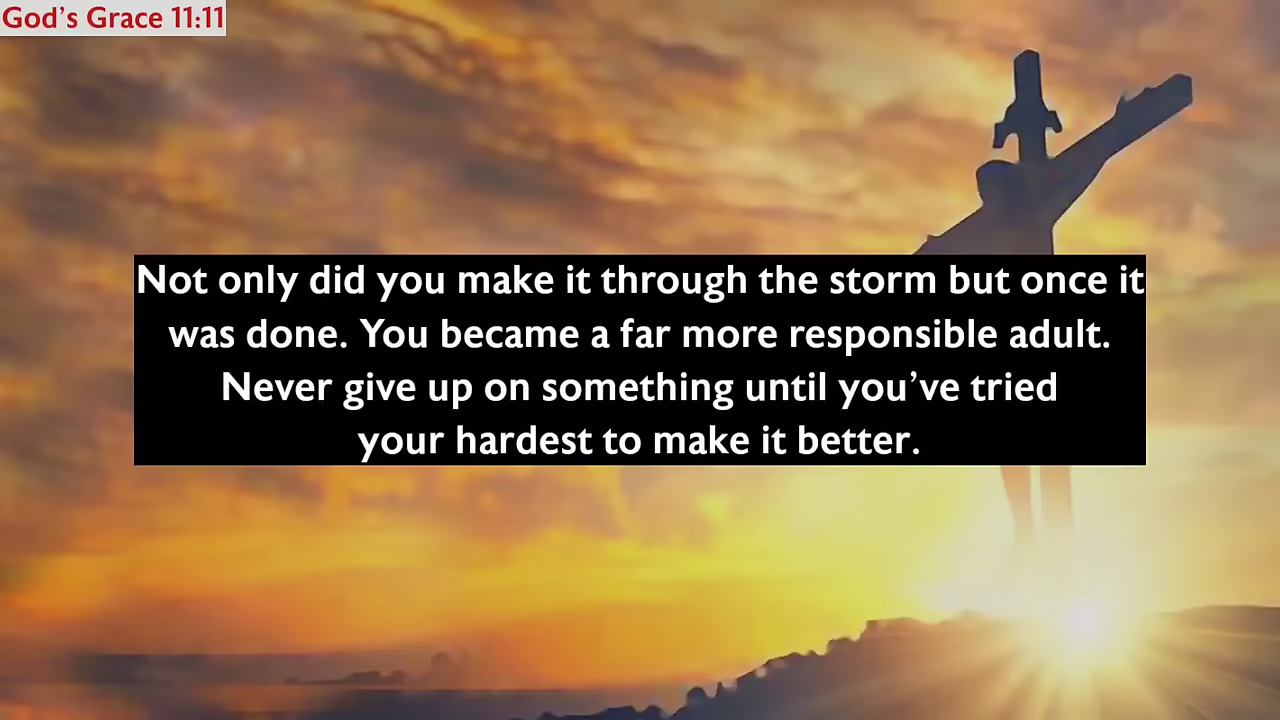 God's Grace 11:11
Not only did you make it through the storm but once it
was done. You became a far more responsible adult.
Never give up on something until you've tried
your hardest to make it better.